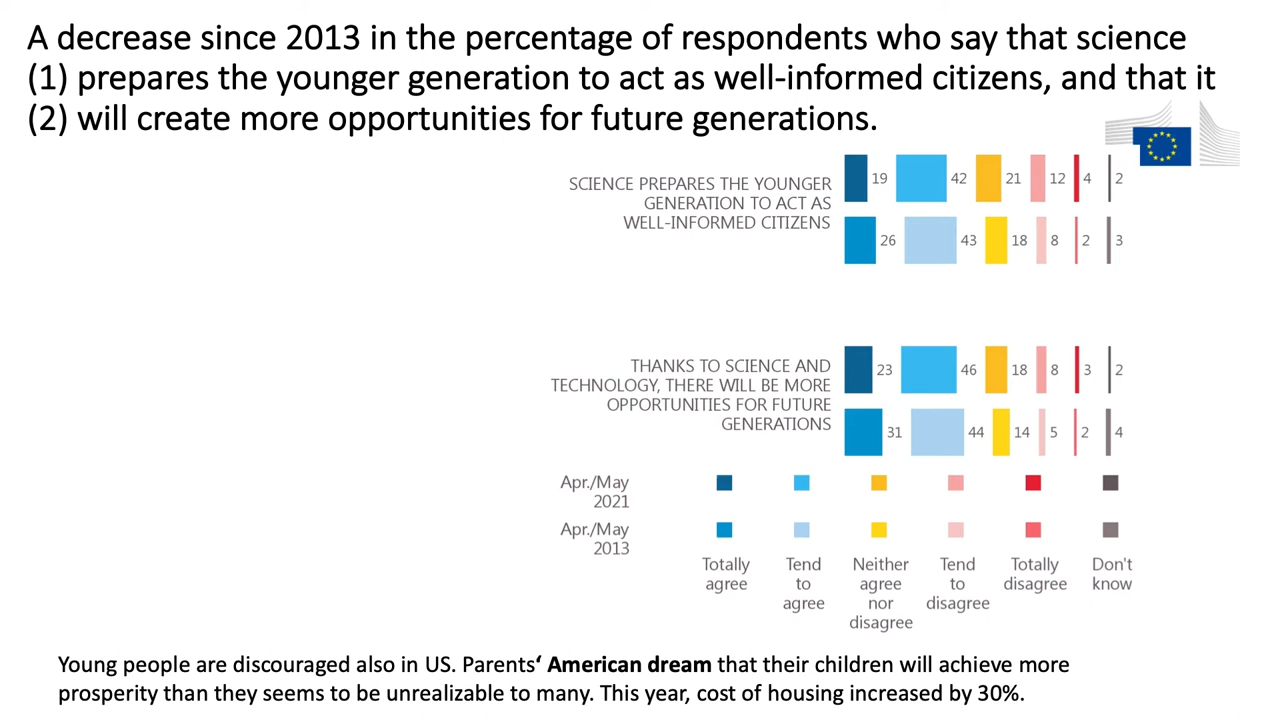 A decrease since 2013 in the percentage of respondents who say that science
(1) prepares the younger generation to act as well-informed citizens, and that it
(2) will create more opportunities for future generations.
SCIENCE PREPARES THE YOUNGER
GENERATION TO ACT AS
WELL-INFORMED CITIZENS
19 42 21 12 4 2
26 43 18 8 2 3
THANKS TO SCIENCE AND
TECHNOLOGY, THERE WILL BE MORE
OPPORTUNITIES FOR FUTURE
GENERATIONS
23 46 18 8 3 2
31 44 14 5 2 4
Apr./May
2021
Apr./May
2013
Totally
agree
Tend
to
agree
Neither
agree
nor
disagree
Tend
to
disagree
Totally
disagree
Don't
know
Young people are discouraged also in US. Parents‘ American dream that their children will achieve more
prosperity than they seems to be unrealizable to many. This year, cost of housing increased by 30%.